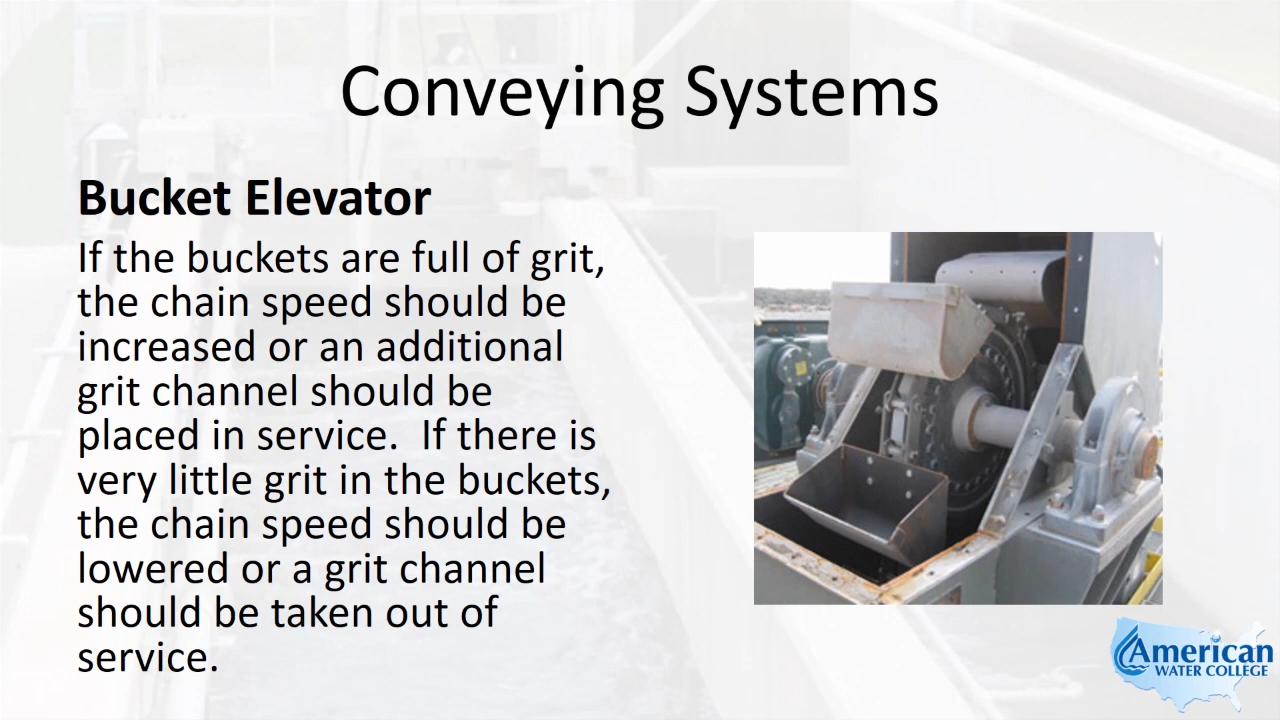 Conveying Systems
Bucket Elevator
If the buckets are full of grit,
the chain speed should be
increased or an additional
grit channel should be
placed in service.  If there is
very little grit in the buckets,
the chain speed should be
lowered or a grit channel
should be taken out of
service.
American
WATER COLLEGE